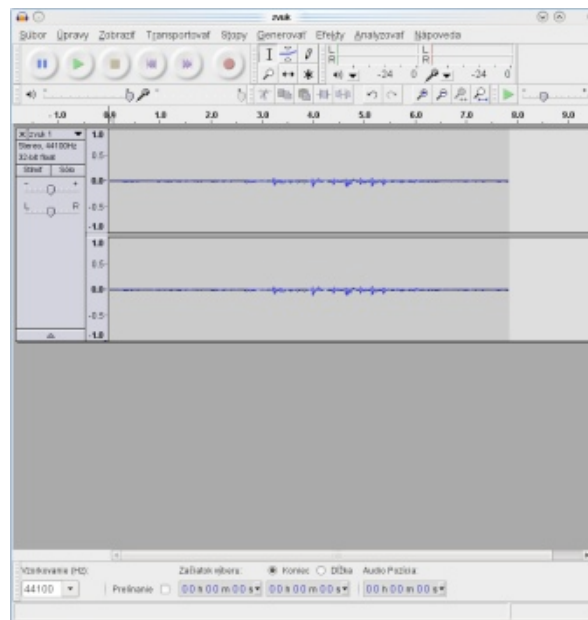 zvuk
Súbor Úpravy Zobraziť Transportovať Stopy Generovať Efekty Analyzovať Nápoveda
L
R
L
R
-24 0 -24 0
- 1.0 0.0 1.0 2.0 3.0 4.0 5.0 6.0 7.0 8.0 9.0
zvuk 1
Stereo, 44100Hz
32-bit float
Stíšiť Sólo
- +
L R
1.0
0.5-
0.0-
-0.5-
-1.0
1.0
0.5-
0.0-
-0.5-
-1.0
Vzorkovanie (Hz): Začiatok výberu: Koniec Dĺžka Audio Pozícia:
44100 00 h 00 m 00 s 00 h 00 m 00 s 00 h 00 m 00 s